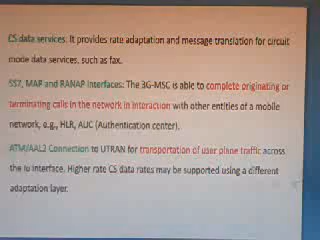 CS data services: It provides rate adaptation and message translation for circuit
mode data services, such as fax.
SS7, MAP and RANAP interfaces: The 3G-MSC is able to complete originating or
terminating calls in the network in interaction with other entities of a mobile
network, e.g., HLR, AUC (Authentication center).
ATM/AAL2 Connection to UTRAN for transportation of user plane traffic across
the Iu interface. Higher rate CS data rates may be supported using a different
adaptation layer.